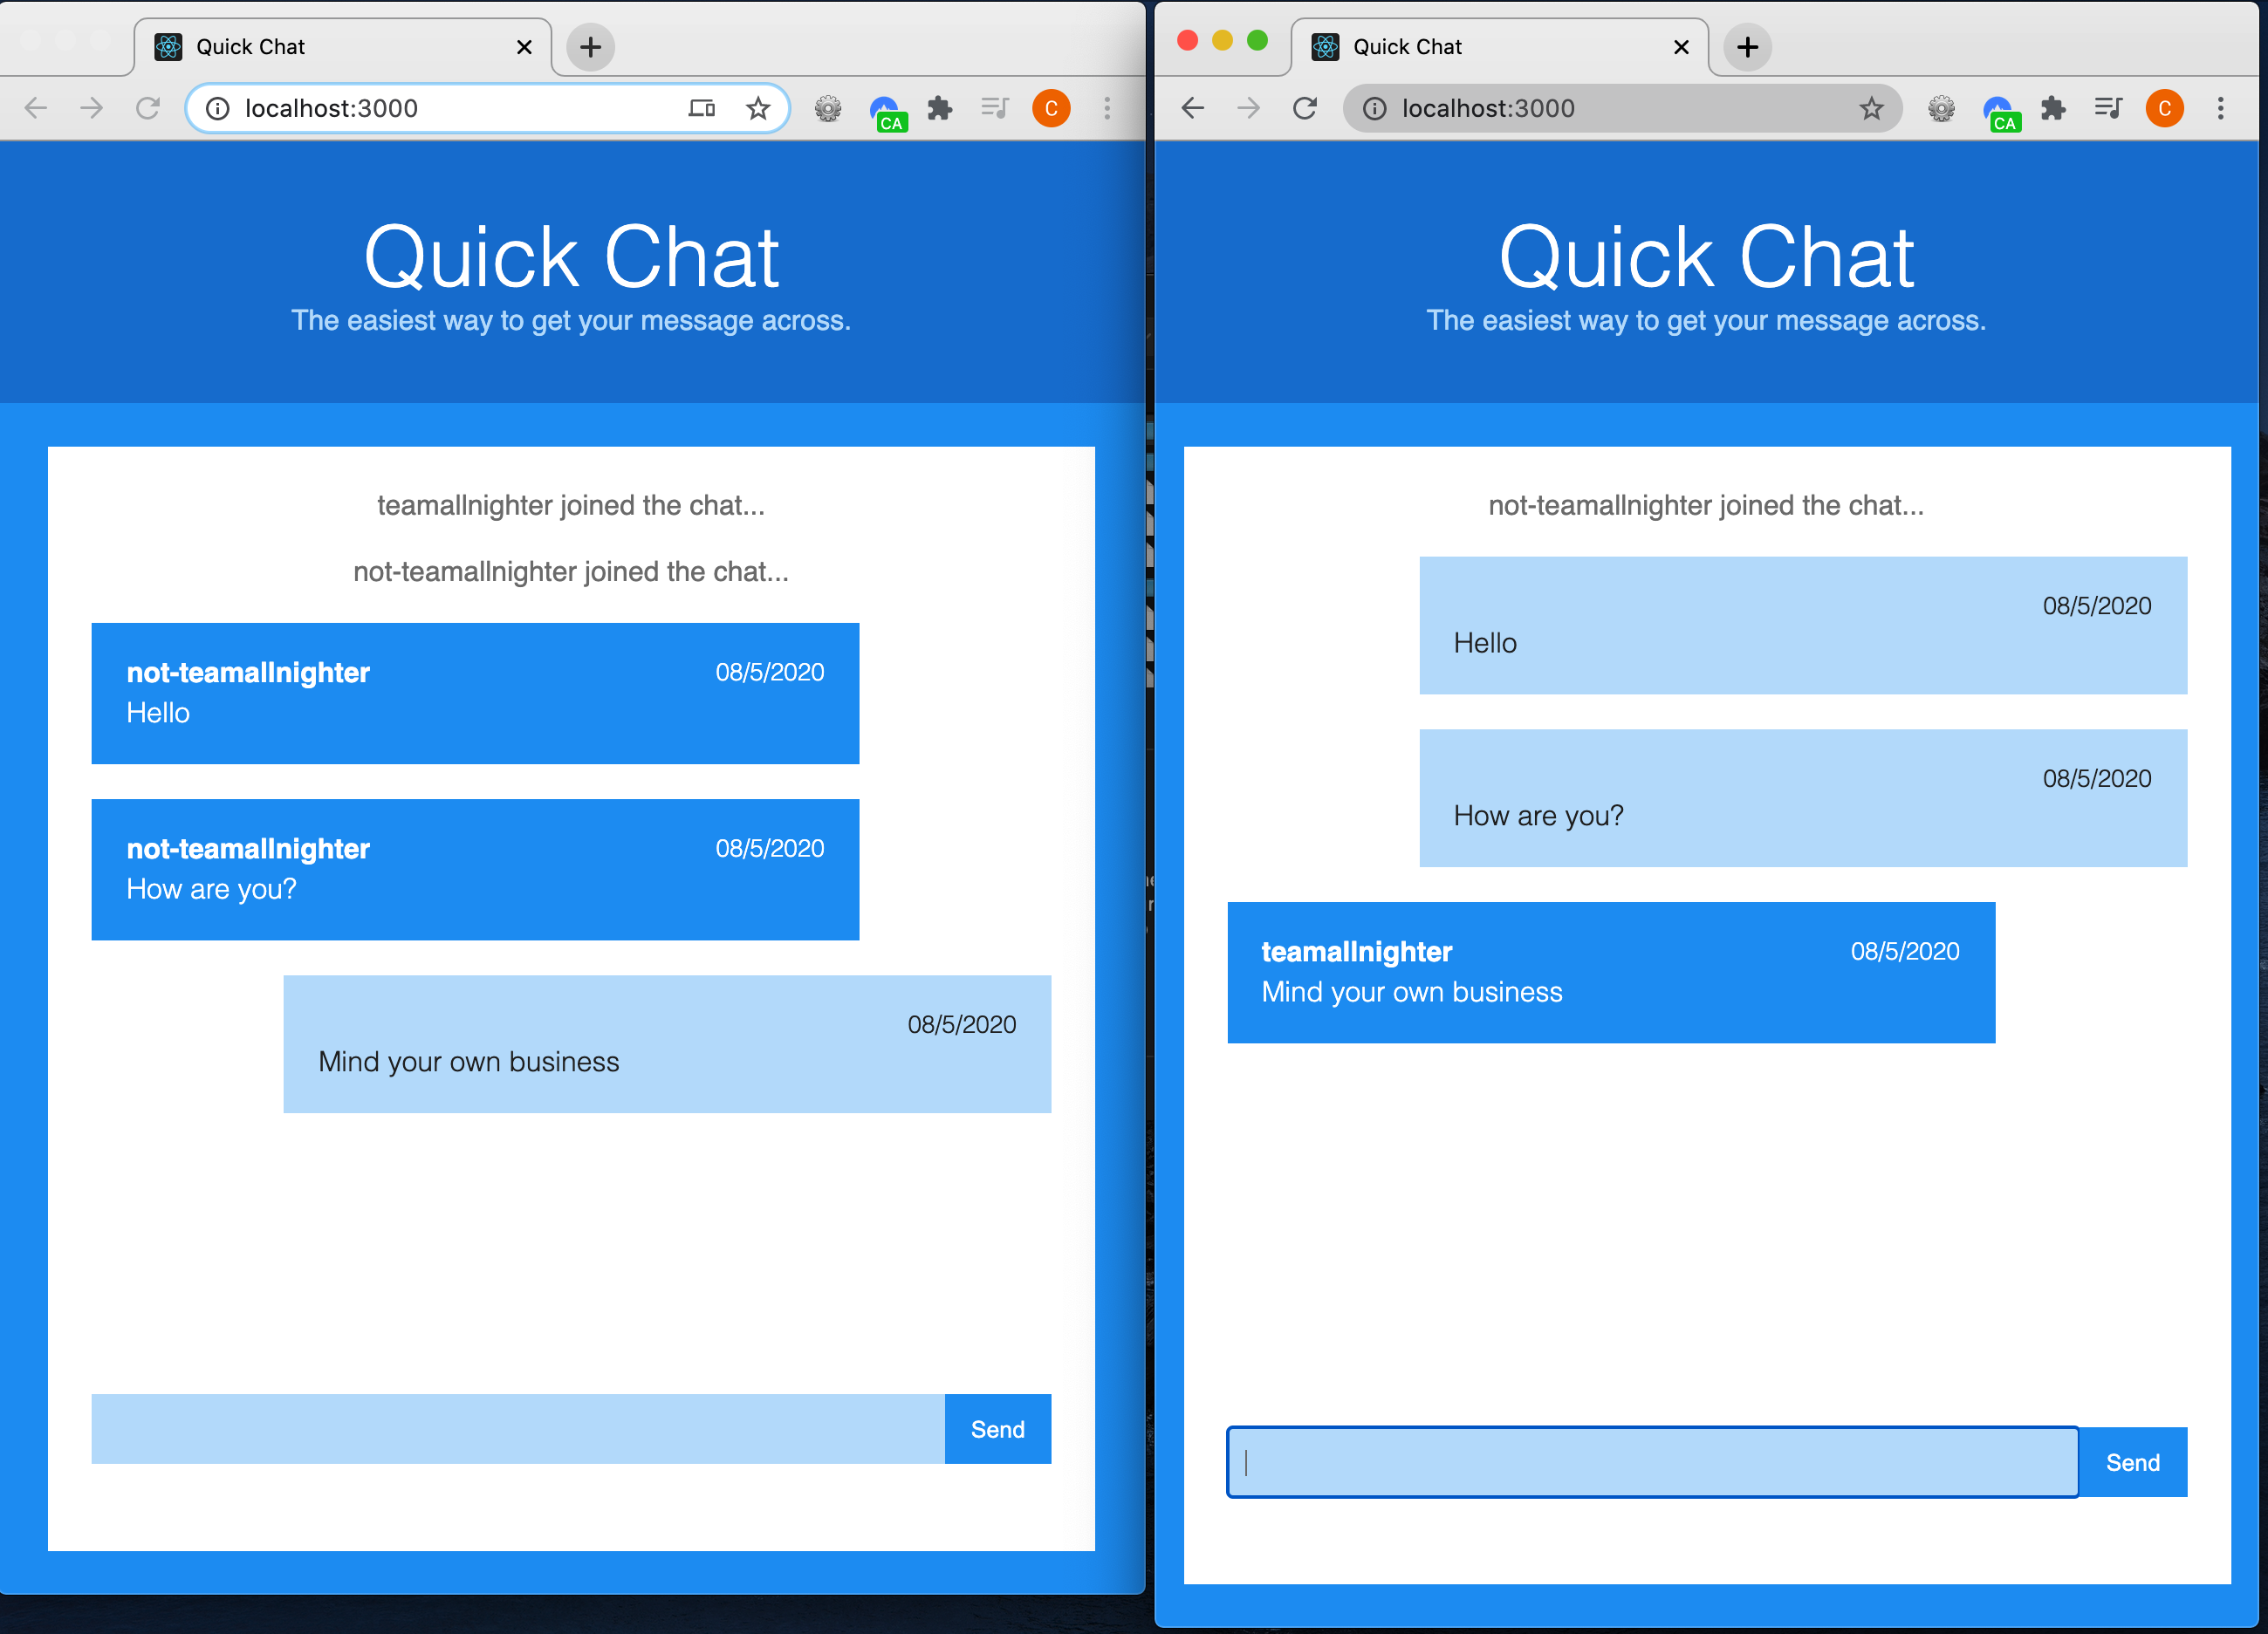 Quick Chat
localhost:3000
CA
C
Quick Chat
The easiest way to get your message across.
teamallnighter joined the chat...
not-teamallnighter joined the chat...
not-teamallnighter 08/5/2020
Hello
not-teamallnighter 08/5/2020
How are you?
08/5/2020
Mind your own business
Send
Quick Chat
localhost:3000
CA
C
Quick Chat
The easiest way to get your message across.
not-teamallnighter joined the chat...
08/5/2020
Hello
08/5/2020
How are you?
teamallnighter 08/5/2020
Mind your own business
Send